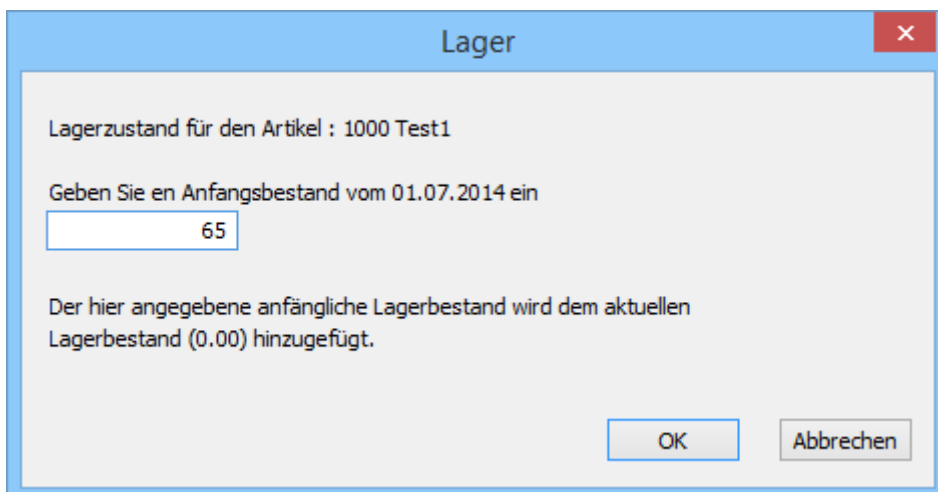 Lager
Lagerzustand für den Artikel : 1000 Test1
Geben Sie en Anfangsbestand vom 01.07.2014 ein
65
Der hier angegebene anfängliche Lagerbestand wird dem aktuellen
Lagerbestand (0.00) hinzugefügt.
OK
Abbrechen